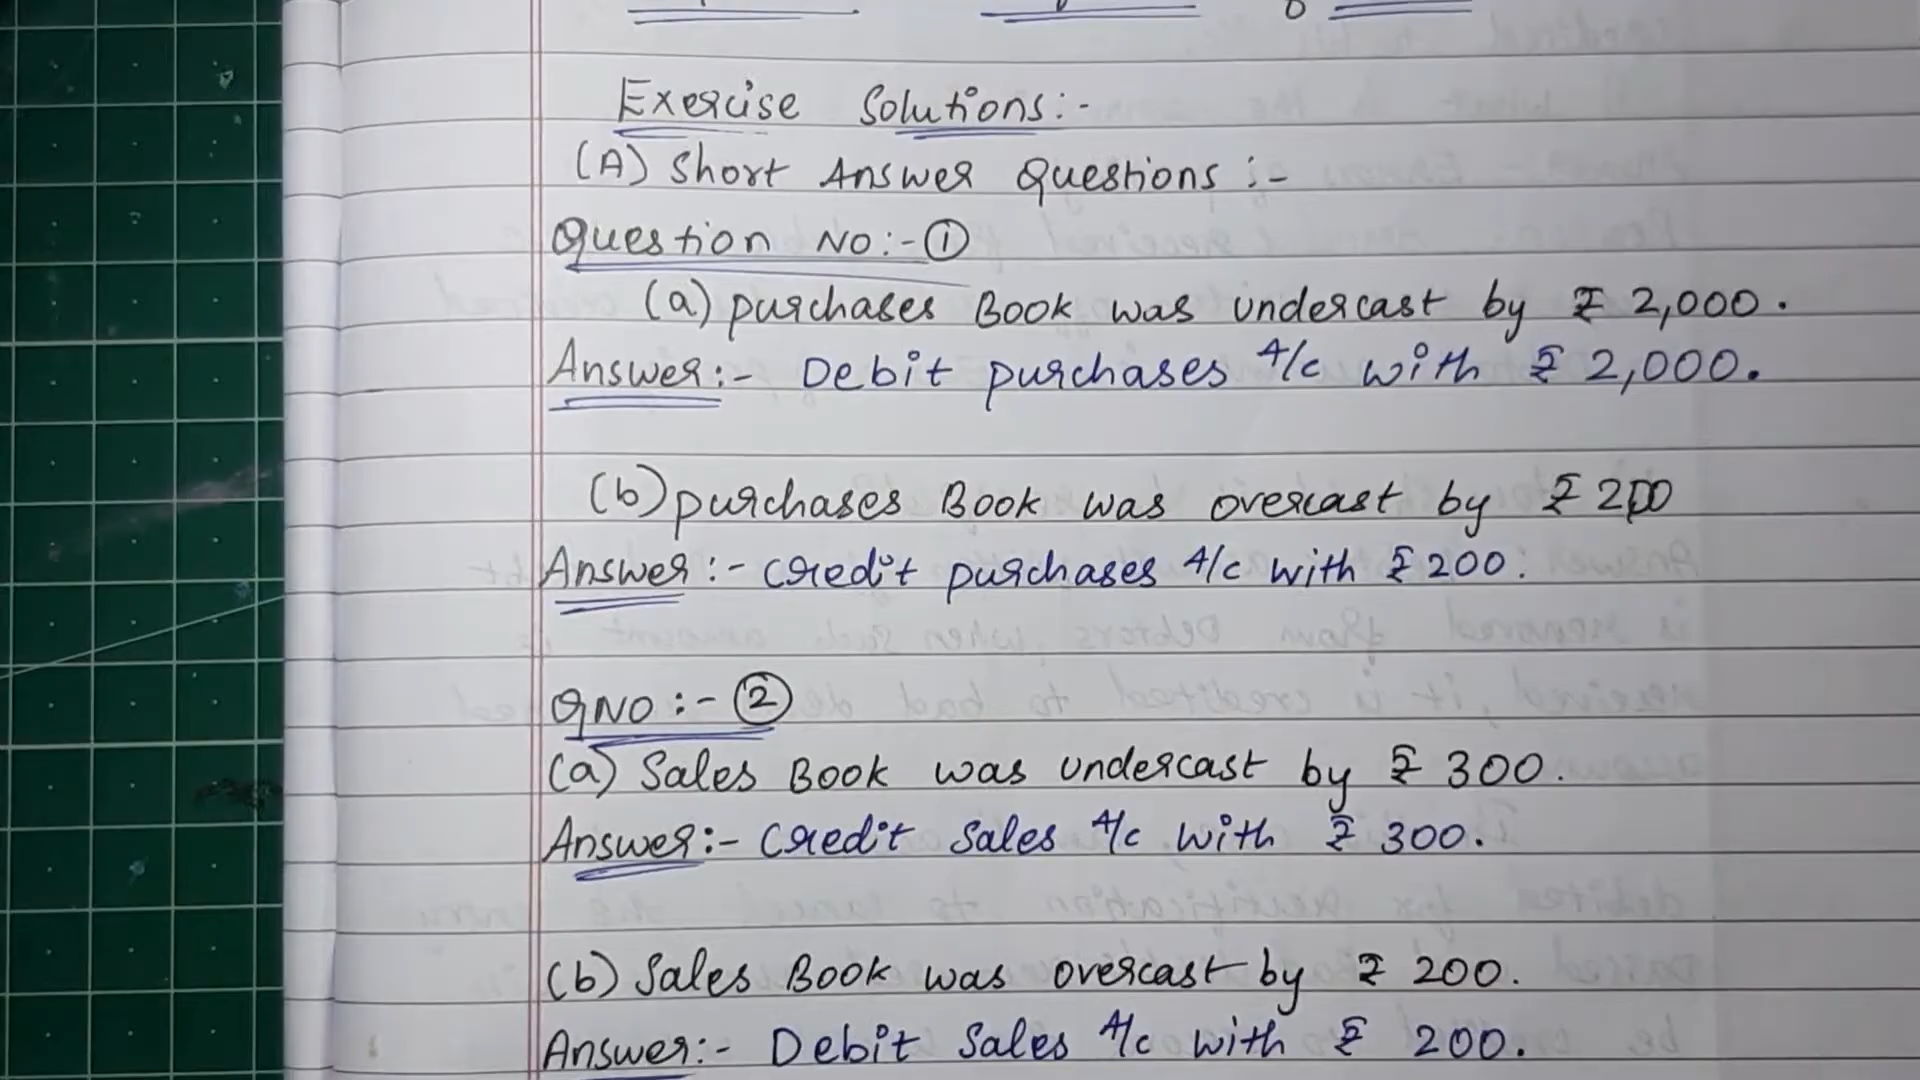 Exercise Solutions:-
(A) Short Answer Questions :-
Question No:- ①
(a) purchases Book was undercast by ₹ 2,000.
Answer:- Debit purchases A/c with ₹ 2,000.
(b) purchases Book was overcast by ₹ 200
Answer:- Credit purchases A/c with ₹ 200.
QNO:- ②
(a) Sales Book was undercast by ₹ 300.
Answer:- Credit Sales A/c with ₹ 300.
(b) Sales Book was overcast by ₹ 200.
Answer:- Debit Sales A/c with ₹ 200.